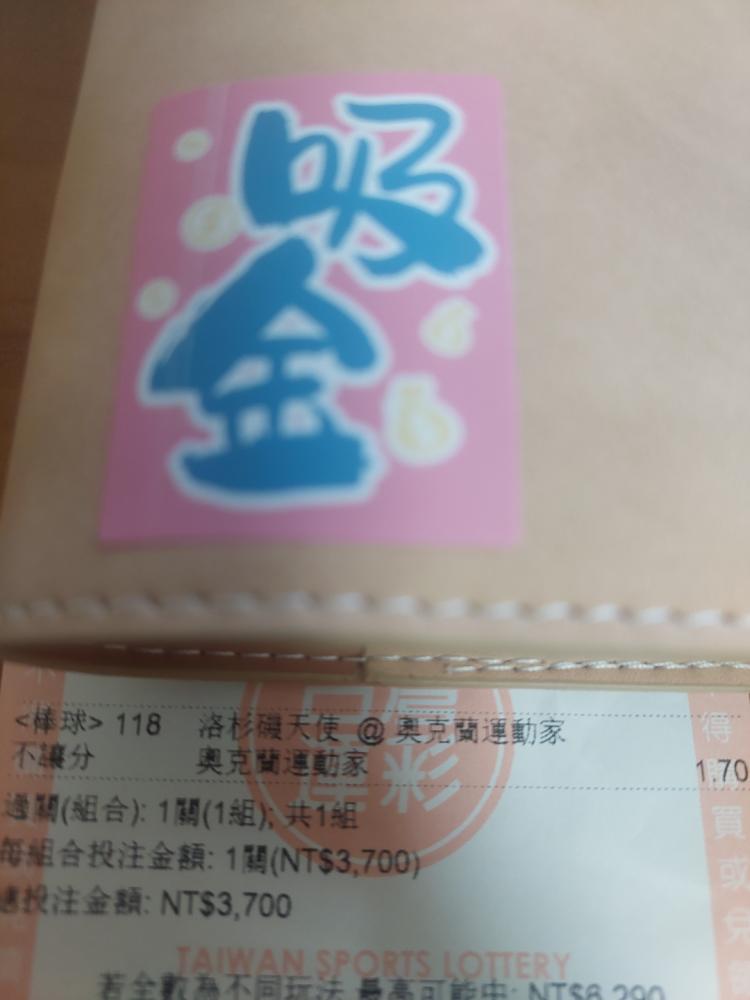 吸
金
<棒球> 118 洛杉磯天使 @ 奧克蘭運動家
不讓分 奧克蘭運動家 1.70
過關(組合): 1關(1組); 共1組
每組合投注金額: 1關(NT$3,700)
總投注金額: NT$3,700
TAIWAN SPORTS LOTTERY
若全數為不同玩法 最高可能中: NT$6,290
得
買
或